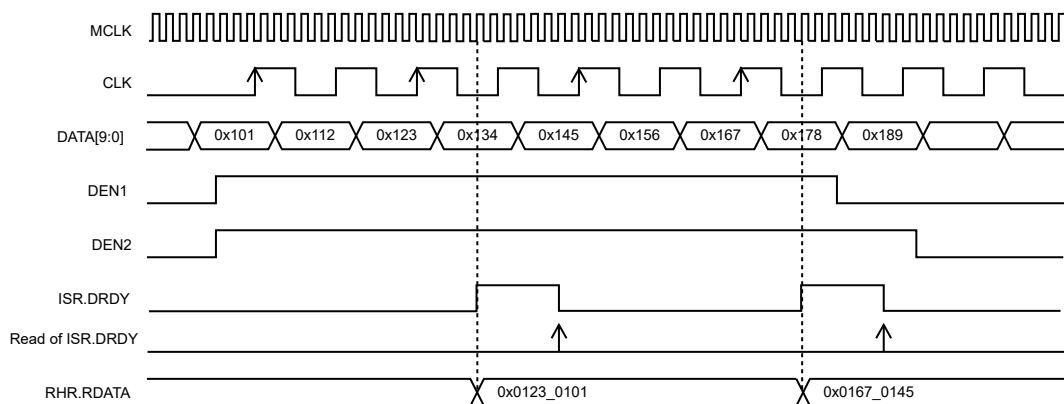 MCLK
CLK
DATA[9:0] 0x101 0x112 0x123 0x134 0x145 0x156 0x167 0x178 0x189
DEN1
DEN2
ISR.DRDY
Read of ISR.DRDY
RHR.RDATA 0x0123_0101 0x0167_0145